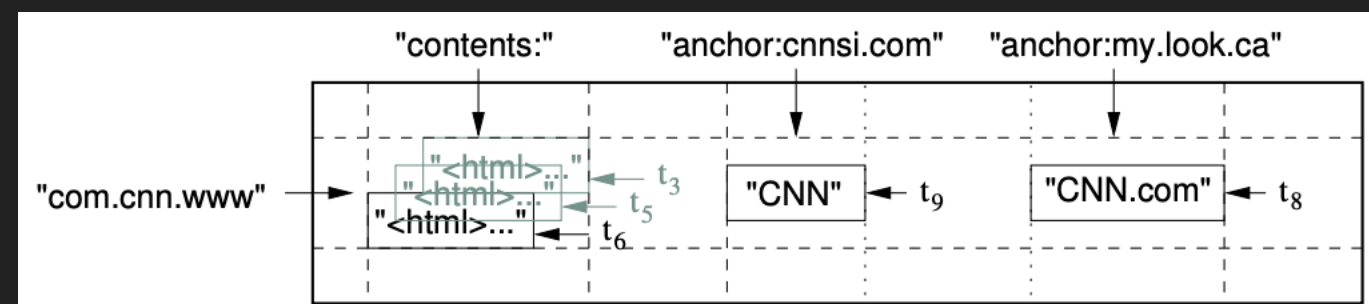 "contents:" "anchor:cnnsi.com" "anchor:my.look.ca"
"<html>..." t3
"com.cnn.www" "<html>..." t5 "CNN" t9 "CNN.com" t8
"<html>..." t6